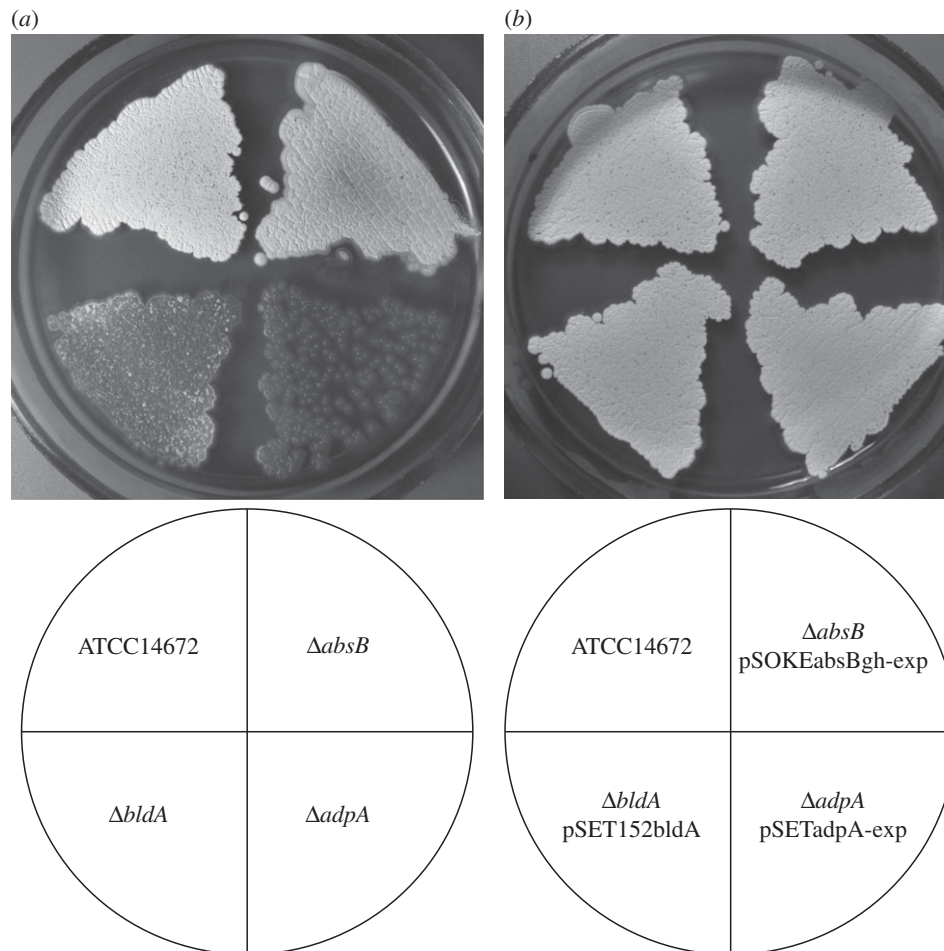 (a)
(b)
ATCC14672
ΔabsB
ΔbldA
ΔadpA
ATCC14672
ΔabsB
pSOKEabsBgh-exp
ΔbldA
pSET152bldA
ΔadpA
pSETadpA-exp